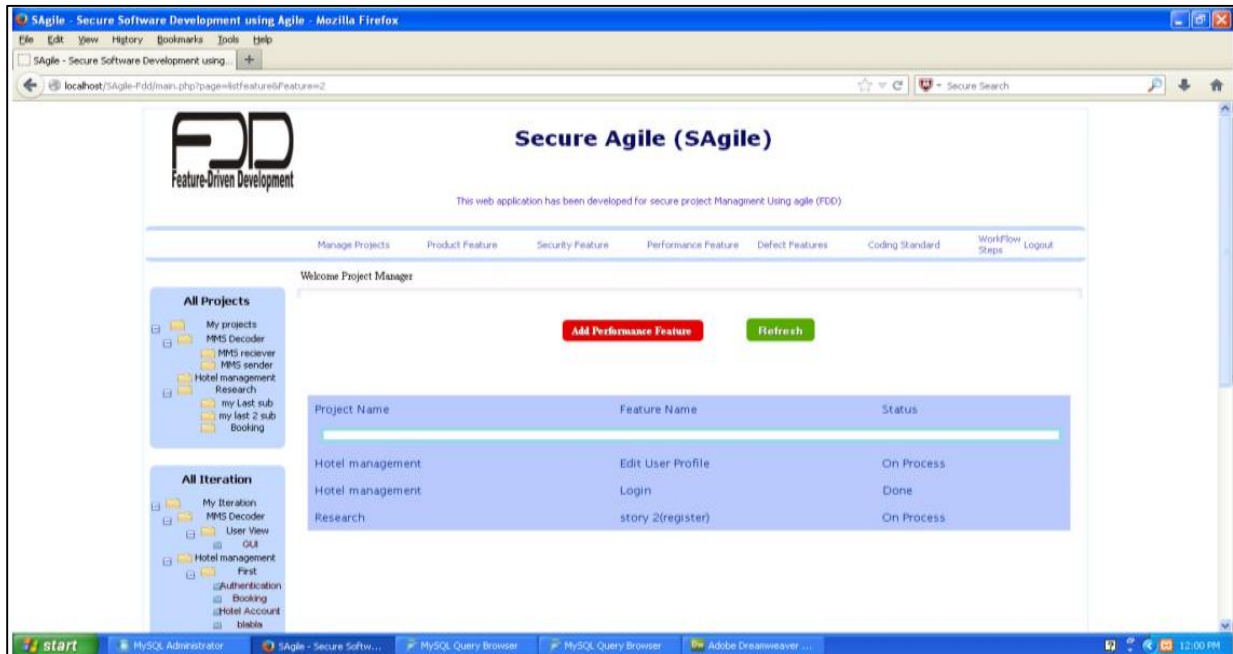 SAgile - Secure Software Development using Agile - Mozilla Firefox
File Edit View History Bookmarks Tools Help
SAgile - Secure Software Development using... +
localhost/SAgile-Fdd/main.php?page=listfeature&Feature=2
Secure Search
FDD
Feature-Driven Development
Secure Agile (SAgile)
This web application has been developed for secure project Managment Using agile (FDD)
Manage Projects Product Feature Security Feature Performance Feature Defect Features Coding Standard WorkFlow Steps Logout
Welcome Project Manager
All Projects
My projects
MMS Decoder
MMS reciever
MMS sender
Hotel management
Research
my Last sub
my last 2 sub
Booking
All Iteration
My Iteration
MMS Decoder
User View
GUI
Hotel management
First
Authentication
Booking
Hotel Account
blabla
Add Performance Feature Refresh
Project Name Feature Name Status
Hotel management Edit User Profile On Process
Hotel management Login Done
Research story 2(register) On Process
start MySQL Administrator SAgile - Secure Softw... MySQL Query Browser MySQL Query Browser Adobe Dreamweaver ... 12:00 PM